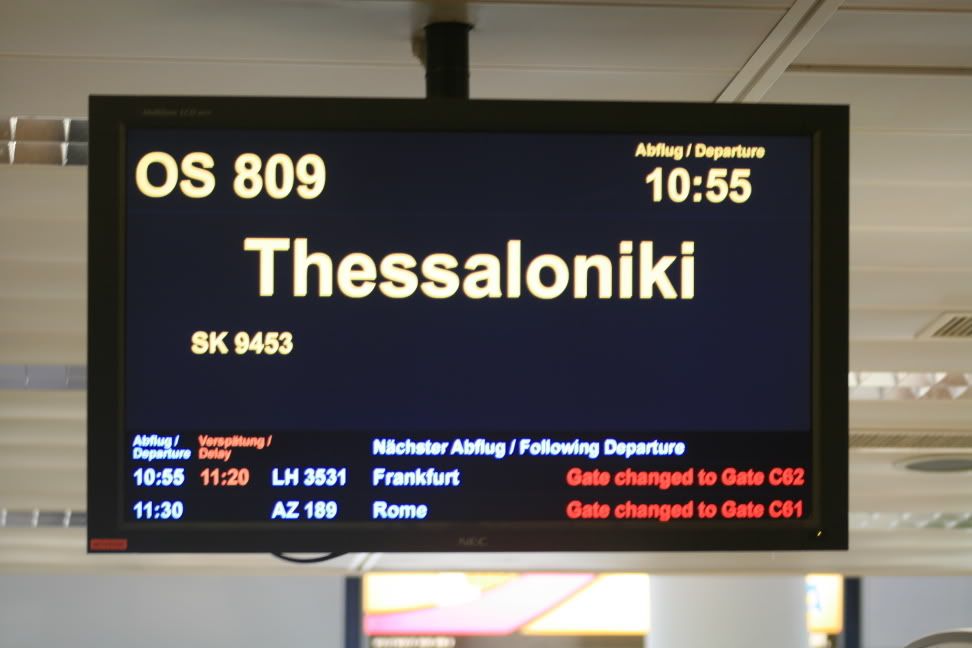 OS 809
Abflug / Departure
10:55
Thessaloniki
SK 9453
Abflug / Departure
Verspätung / Delay
Nächster Abflug / Following Departure
10:55 11:20 LH 3531 Frankfurt Gate changed to Gate C62
11:30 AZ 189 Rome Gate changed to Gate C61
NEC